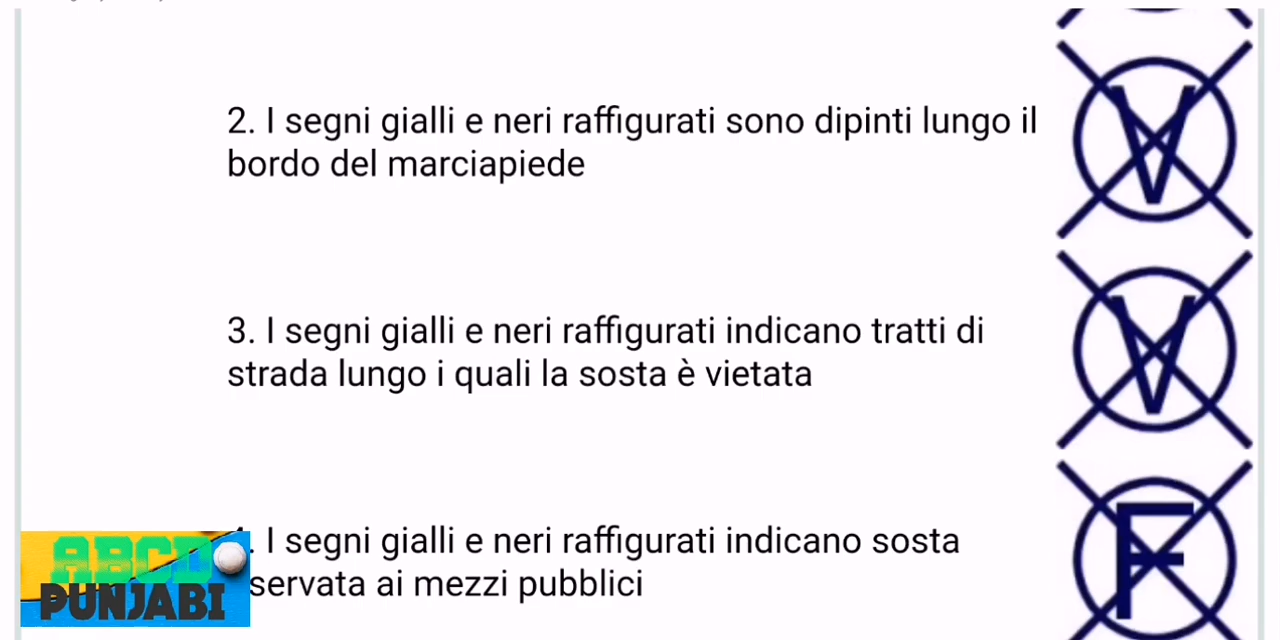 2. I segni gialli e neri raffigurati sono dipinti lungo il
bordo del marciapiede
V
3. I segni gialli e neri raffigurati indicano tratti di
strada lungo i quali la sosta è vietata
V
I segni gialli e neri raffigurati indicano sosta
ai mezzi pubblici
F
ABCD
PUNJABI